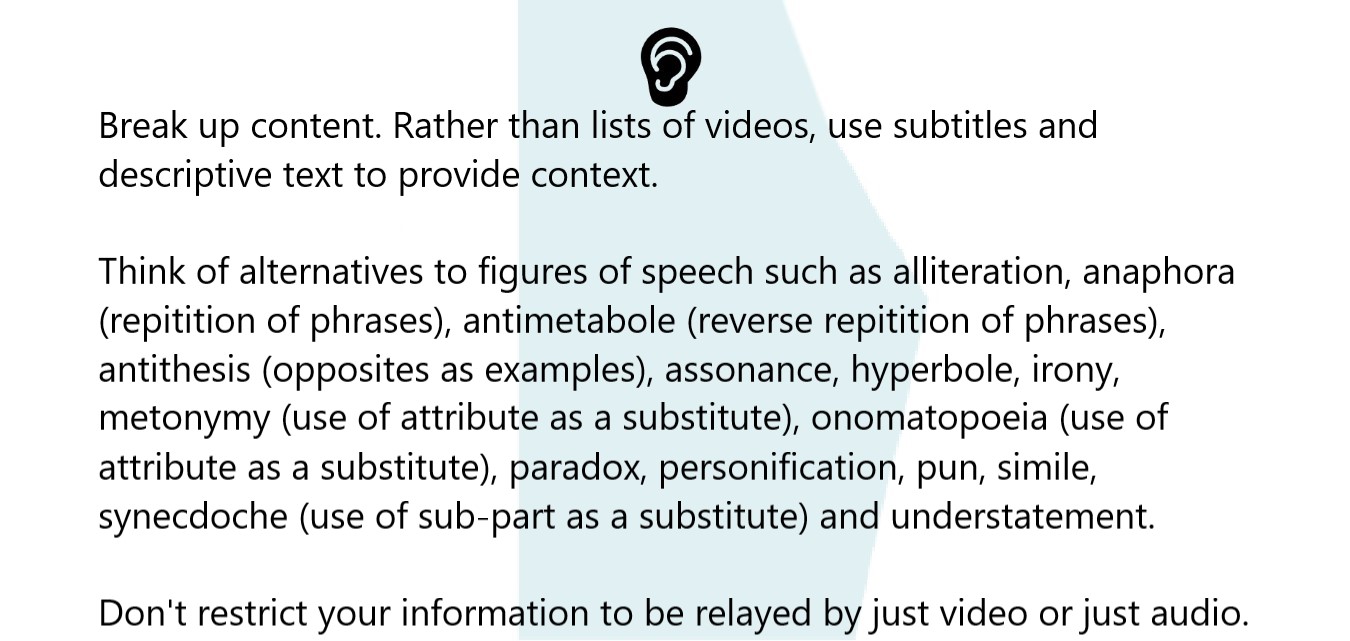 Break up content. Rather than lists of videos, use subtitles and
descriptive text to provide context.
Think of alternatives to figures of speech such as alliteration, anaphora
(repitition of phrases), antimetabole (reverse repitition of phrases),
antithesis (opposites as examples), assonance, hyperbole, irony,
metonymy (use of attribute as a substitute), onomatopoeia (use of
attribute as a substitute), paradox, personification, pun, simile,
synecdoche (use of sub-part as a substitute) and understatement.
Don't restrict your information to be relayed by just video or just audio.